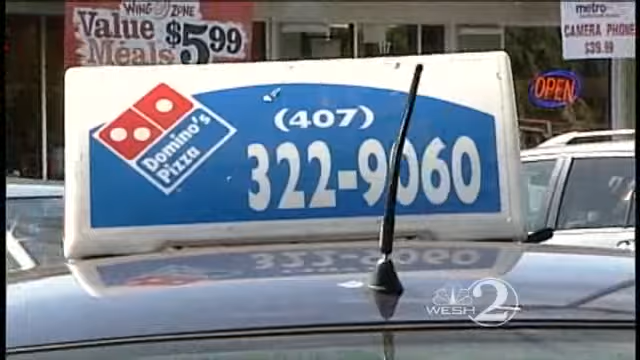 WING ZONE
Value $5.99
Meals
metro
CAMERA PHONE
$39.99
OPEN
Domino's
Pizza
(407)
322-9060
WESH 2